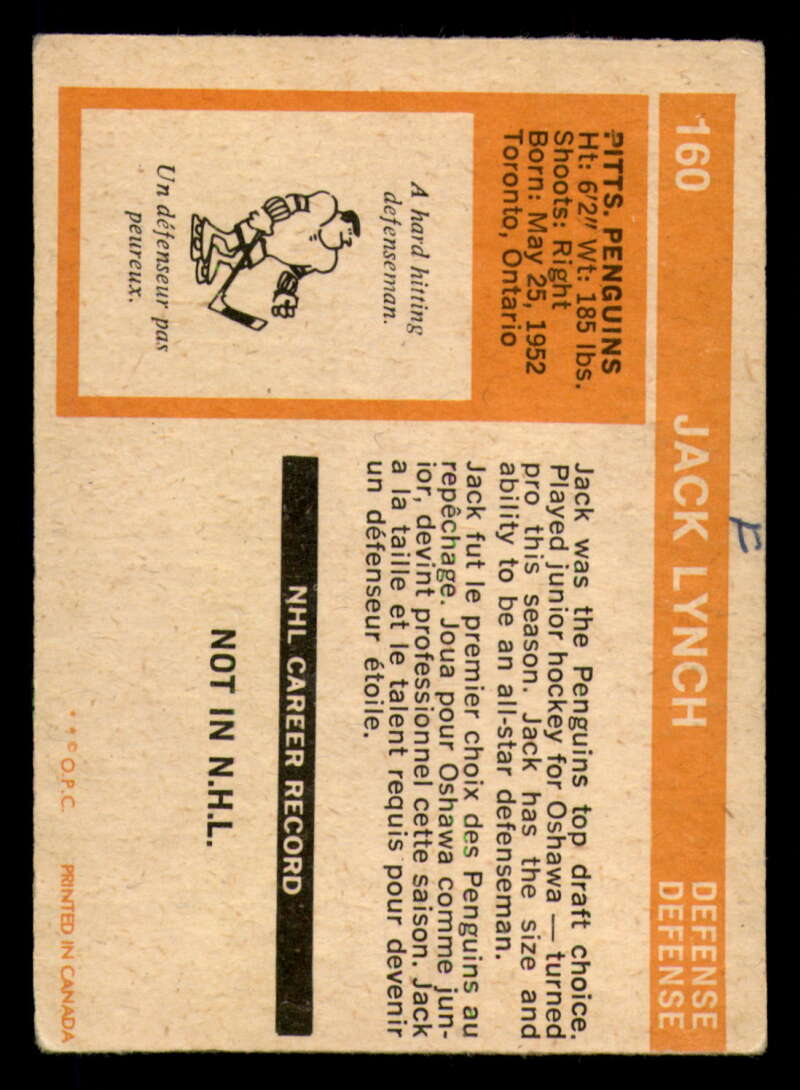 160 JACK LYNCH DEFENSE
DEFENSE
PITTS. PENGUINS
Ht: 6'2" Wt: 185 lbs.
Shoots: Right
Born: May 25, 1952
Toronto, Ontario
A hard hitting
defenseman.
Un défenseur pas
peureux.
Jack was the Penguins top draft choice.
Played junior hockey for Oshawa — turned
pro this season. Jack has the size and
ability to be an all-star defenseman.
Jack fut le premier choix des Penguins au
repêchage. Joua pour Oshawa comme jun-
ior, devint professionnel cette saison. Jack
a la taille et le talent requis pour devenir
un défenseur étoile.
NHL CAREER RECORD
NOT IN N.H.L.
* * © O.P.C. PRINTED IN CANADA